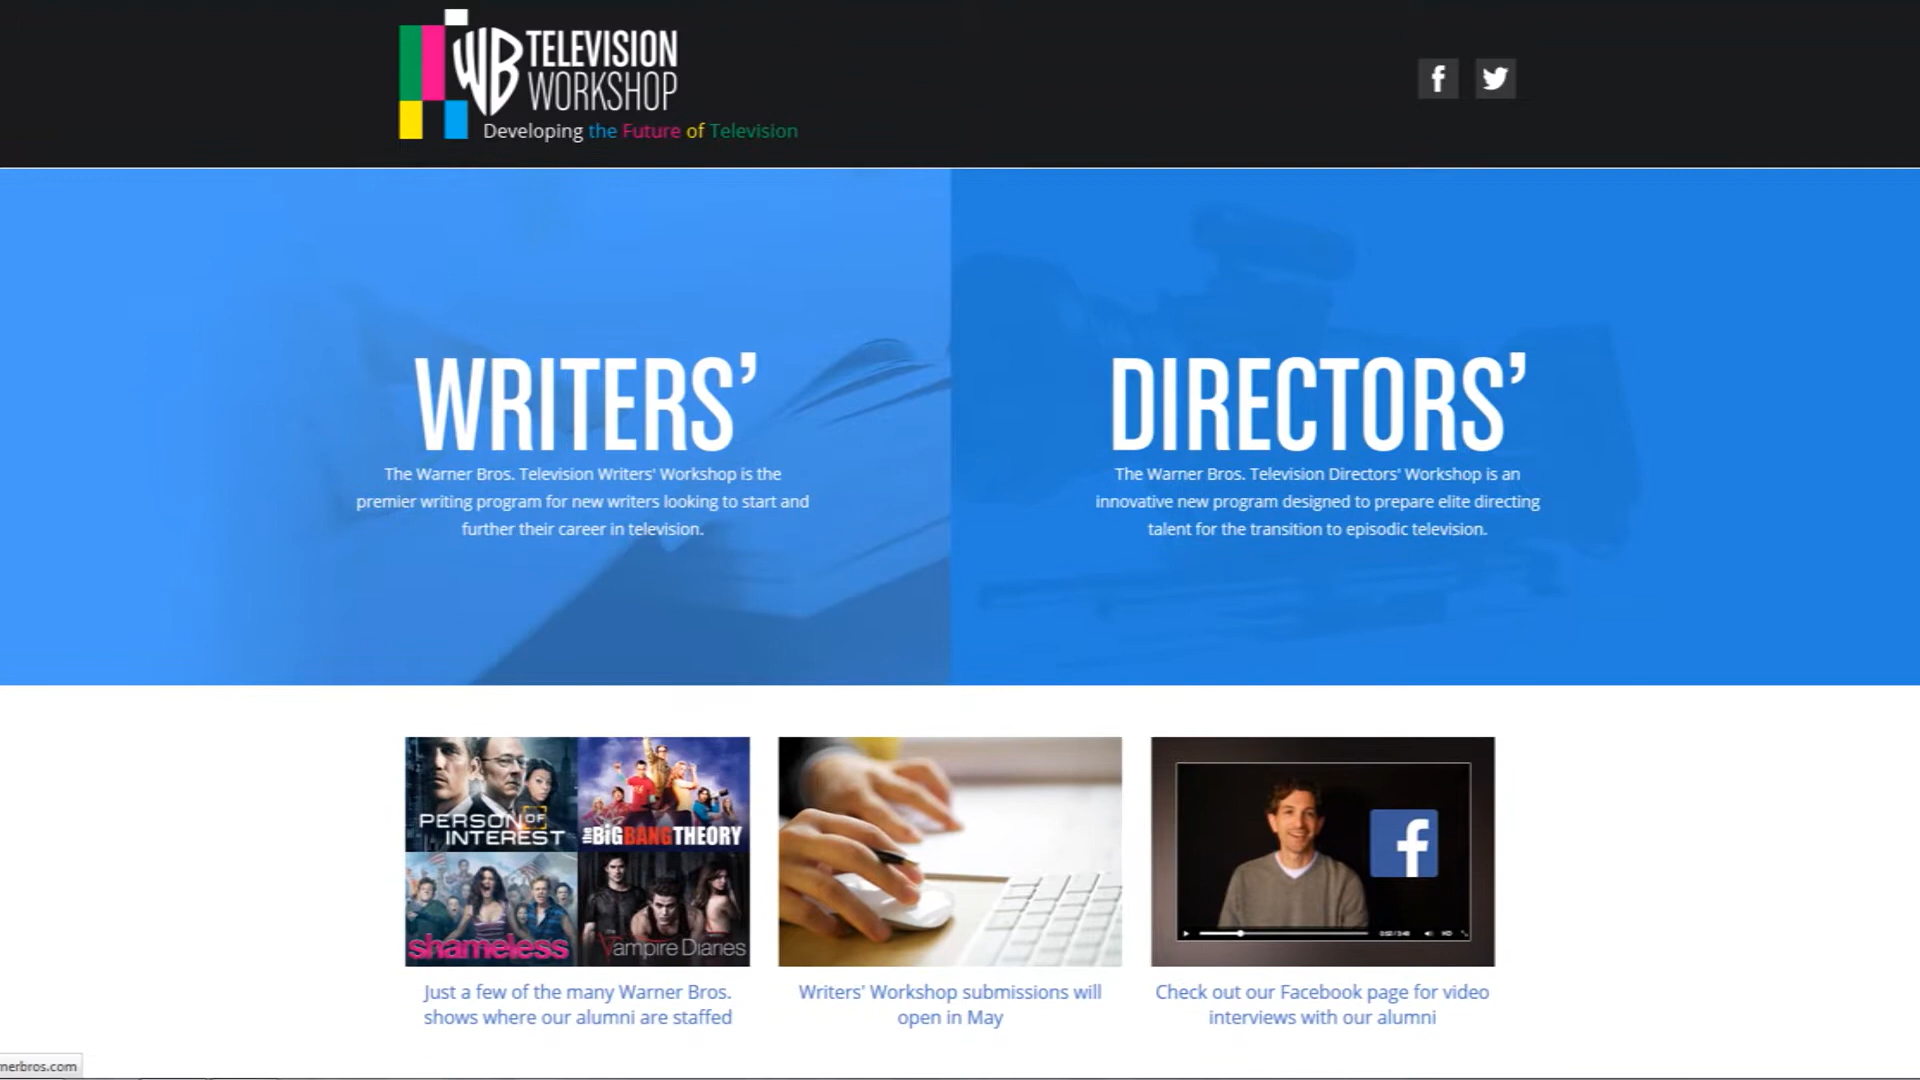 WB TELEVISION
WORKSHOP
Developing the Future of Television
WRITERS’
The Warner Bros. Television Writers' Workshop is the
premier writing program for new writers looking to start and
further their career in television.
DIRECTORS’
The Warner Bros. Television Directors' Workshop is an
innovative new program designed to prepare elite directing
talent for the transition to episodic television.
PERSON OF
INTEREST
the BiG BANG THEORY
shameless
Vampire Diaries
Just a few of the many Warner Bros.
shows where our alumni are staffed
Writers' Workshop submissions will
open in May
Check out our Facebook page for video
interviews with our alumni
nerbros.com